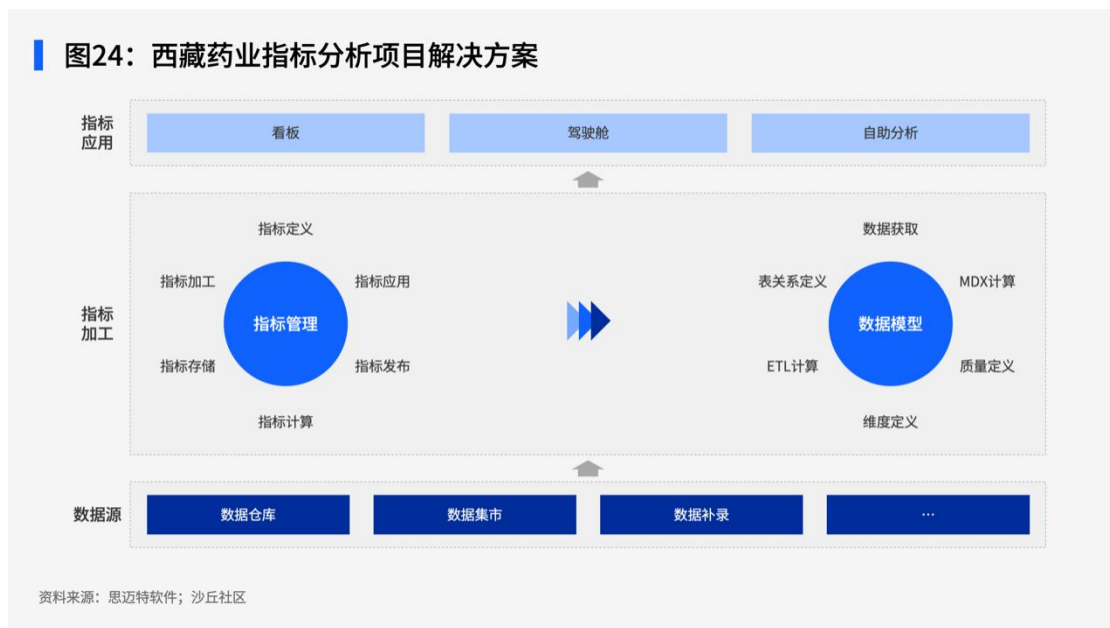 图24：西藏药业指标分析项目解决方案
指标
应用
看板
驾驶舱
自助分析
指标
加工
指标定义
指标加工
指标应用
指标管理
指标存储
指标发布
指标计算
数据获取
表关系定义
MDX计算
数据模型
ETL计算
质量定义
维度定义
数据源
数据仓库
数据集市
数据补录
…
资料来源：思迈特软件；沙丘社区